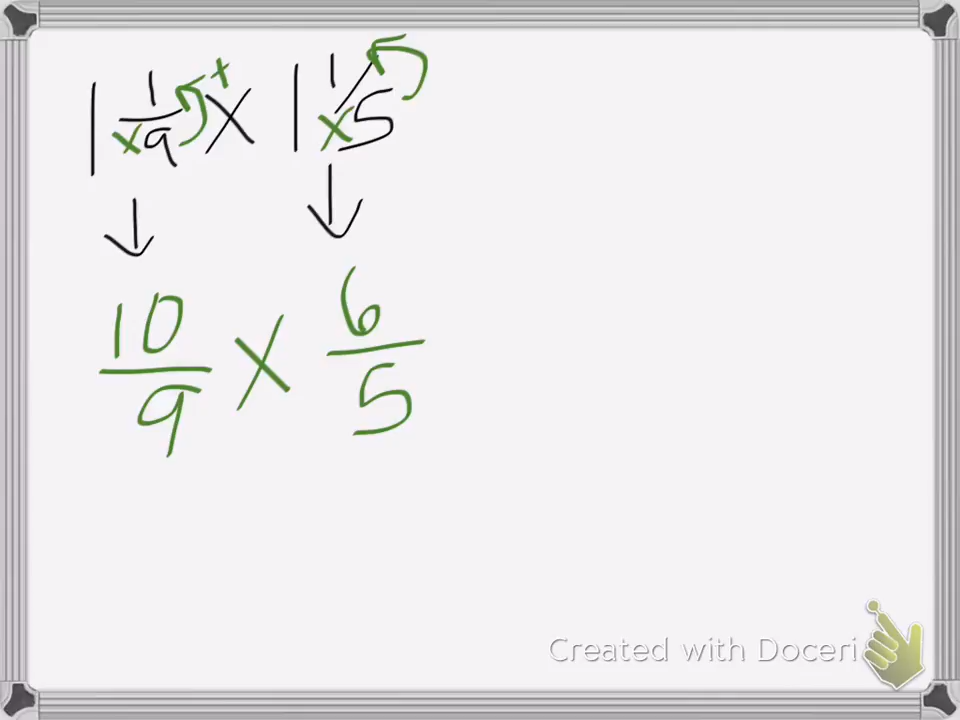 1 1/9 x 1 1/5
x + x
↓ ↓
10/9 x 6/5
Created with Doceri